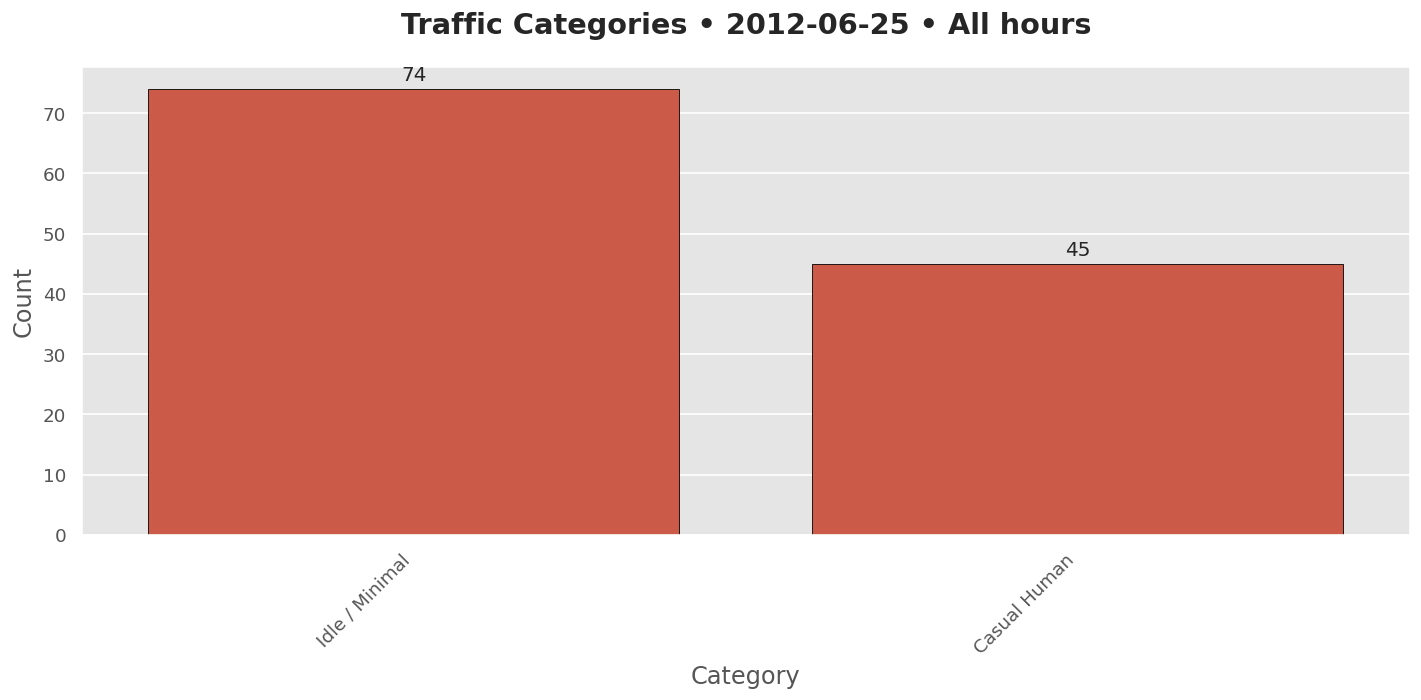 Traffic Categories • 2012-06-25 • All hours
74
45
70
60
50
40
30
20
10
0
Count
Idle / Minimal
Casual Human
Category